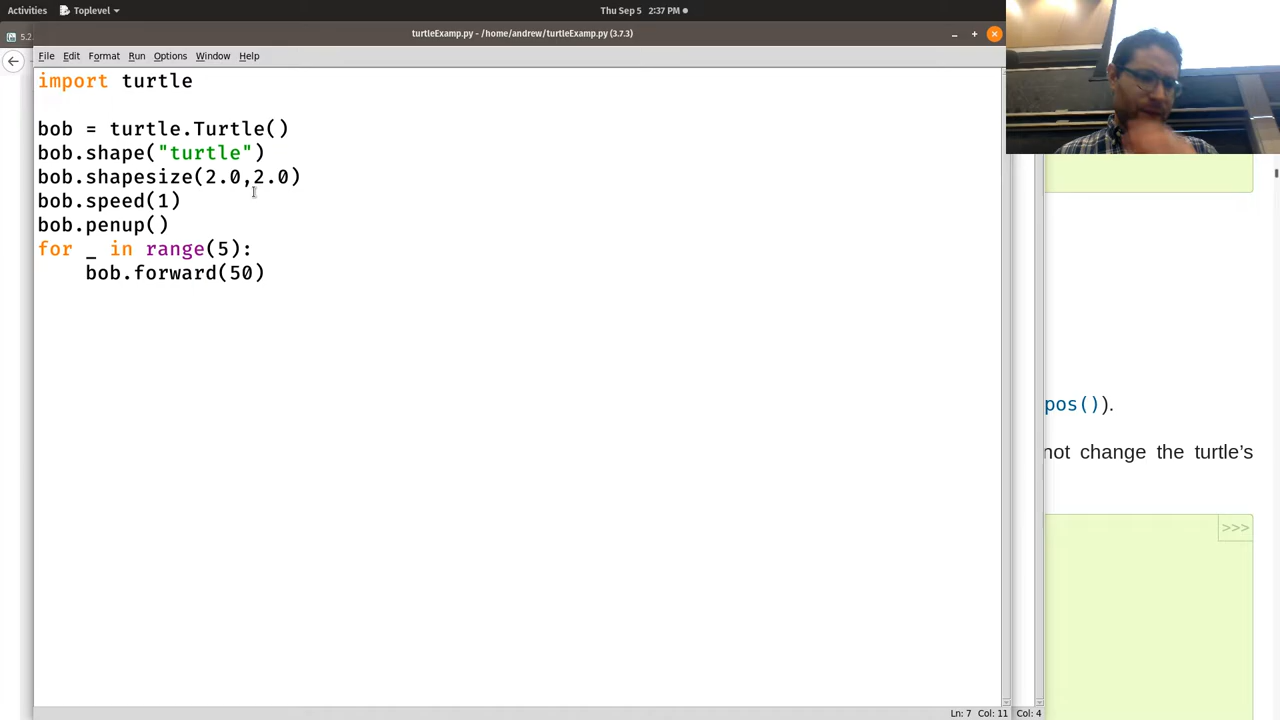 Activities Toplevel Thu Sep 5 2:37 PM
5.2
turtleExamp.py - /home/andrew/turtleExamp.py (3.7.3)
File Edit Format Run Options Window Help
import turtle
bob = turtle.Turtle()
bob.shape("turtle")
bob.shapesize(2.0,2.0)
bob.speed(1)
bob.penup()
for _ in range(5):
bob.forward(50)
pos()).
not change the turtle's
>>>
Ln: 7 Col: 11 Col: 4